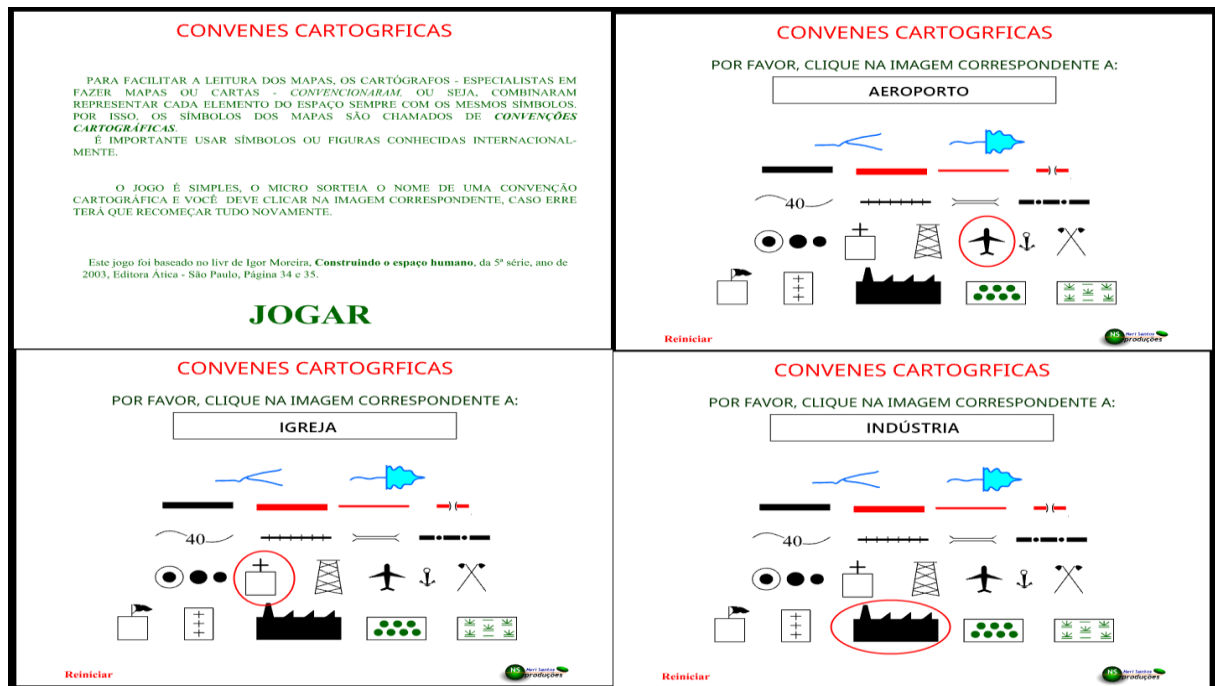 CONVENES CARTOGRFICAS
PARA FACILITAR A LEITURA DOS MAPAS, OS CARTÓGRAFOS - ESPECIALISTAS EM
FAZER MAPAS OU CARTAS - CONVENCIONARAM, OU SEJA, COMBINARAM
REPRESENTAR CADA ELEMENTO DO ESPAÇO SEMPRE COM OS MESMOS SÍMBOLOS.
POR ISSO, OS SÍMBOLOS DOS MAPAS SÃO CHAMADOS DE CONVENÇÕES
CARTOGRÁFICAS.
É IMPORTANTE USAR SÍMBOLOS OU FIGURAS CONHECIDAS INTERNACIONAL-
MENTE.
O JOGO É SIMPLES, O MICRO SORTEIA O NOME DE UMA CONVENÇÃO
CARTOGRÁFICA E VOCÊ DEVE CLICAR NA IMAGEM CORRESPONDENTE, CASO ERRE
TERÁ QUE RECOMEÇAR TUDO NOVAMENTE.
Este jogo foi baseado no livr de Igor Moreira, Construindo o espaço humano, da 5ª série, ano de
2003, Editora Ática - São Paulo, Página 34 e 35.
JOGAR
CONVENES CARTOGRFICAS
POR FAVOR, CLIQUE NA IMAGEM CORRESPONDENTE A:
AEROPORTO
40
Reiniciar
NS Neri Santos
produções
CONVENES CARTOGRFICAS
POR FAVOR, CLIQUE NA IMAGEM CORRESPONDENTE A:
IGREJA
40
Reiniciar
NS Neri Santos
produções
CONVENES CARTOGRFICAS
POR FAVOR, CLIQUE NA IMAGEM CORRESPONDENTE A:
INDÚSTRIA
40
Reiniciar
NS Neri Santos
produções